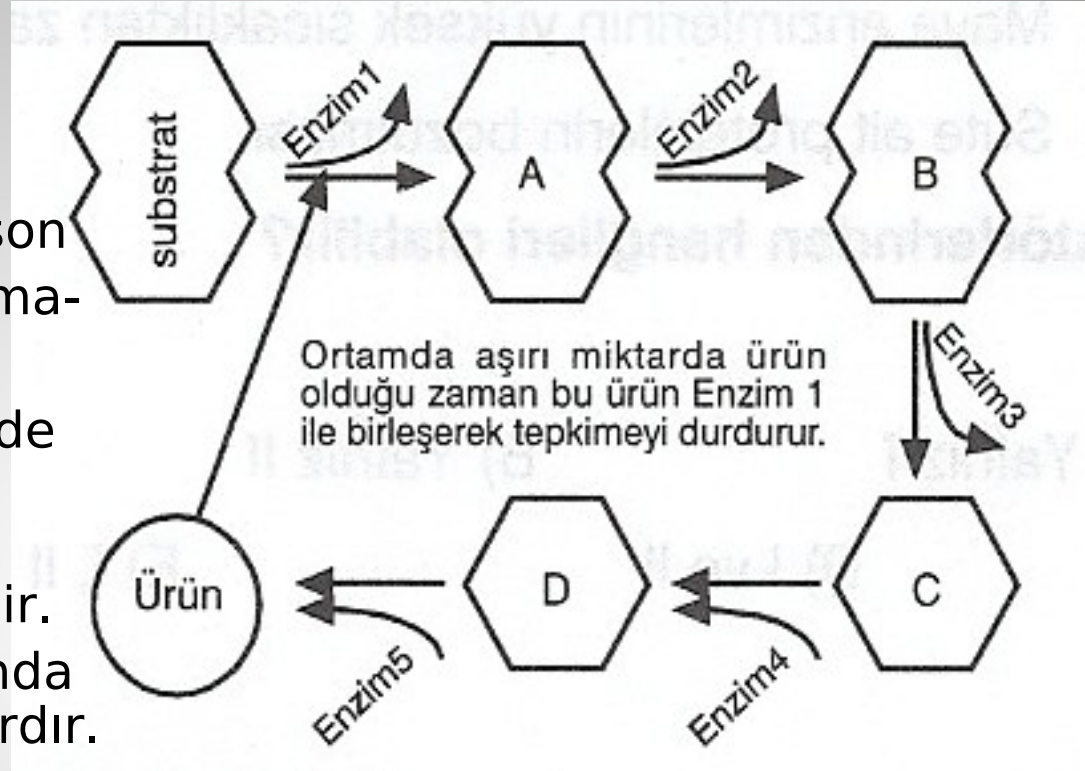 substrat
Enzim1
A
Enzim2
B
son
ma-
Ortamda aşırı miktarda ürün
olduğu zaman bu ürün Enzim 1
ile birleşerek tepkimeyi durdurur.
Enzim3
de
Ürün
D
C
ir.
nda
rdır.
Enzim5
Enzim4